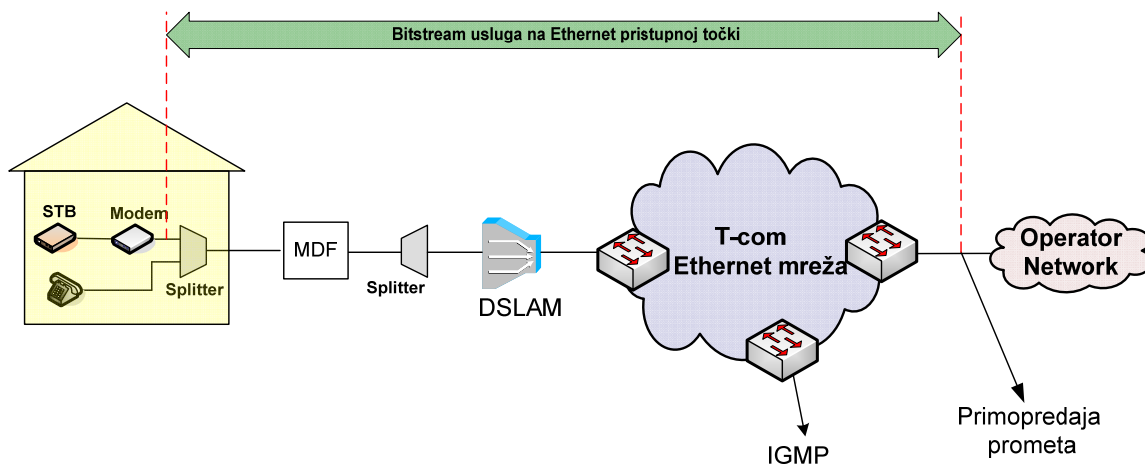 Bitstream usluga na Ethernet pristupnoj točki
STB
Modem
Splitter
MDF
Splitter
DSLAM
T-com
Ethernet mreža
Operator
Network
IGMP
Primopredaja
prometa